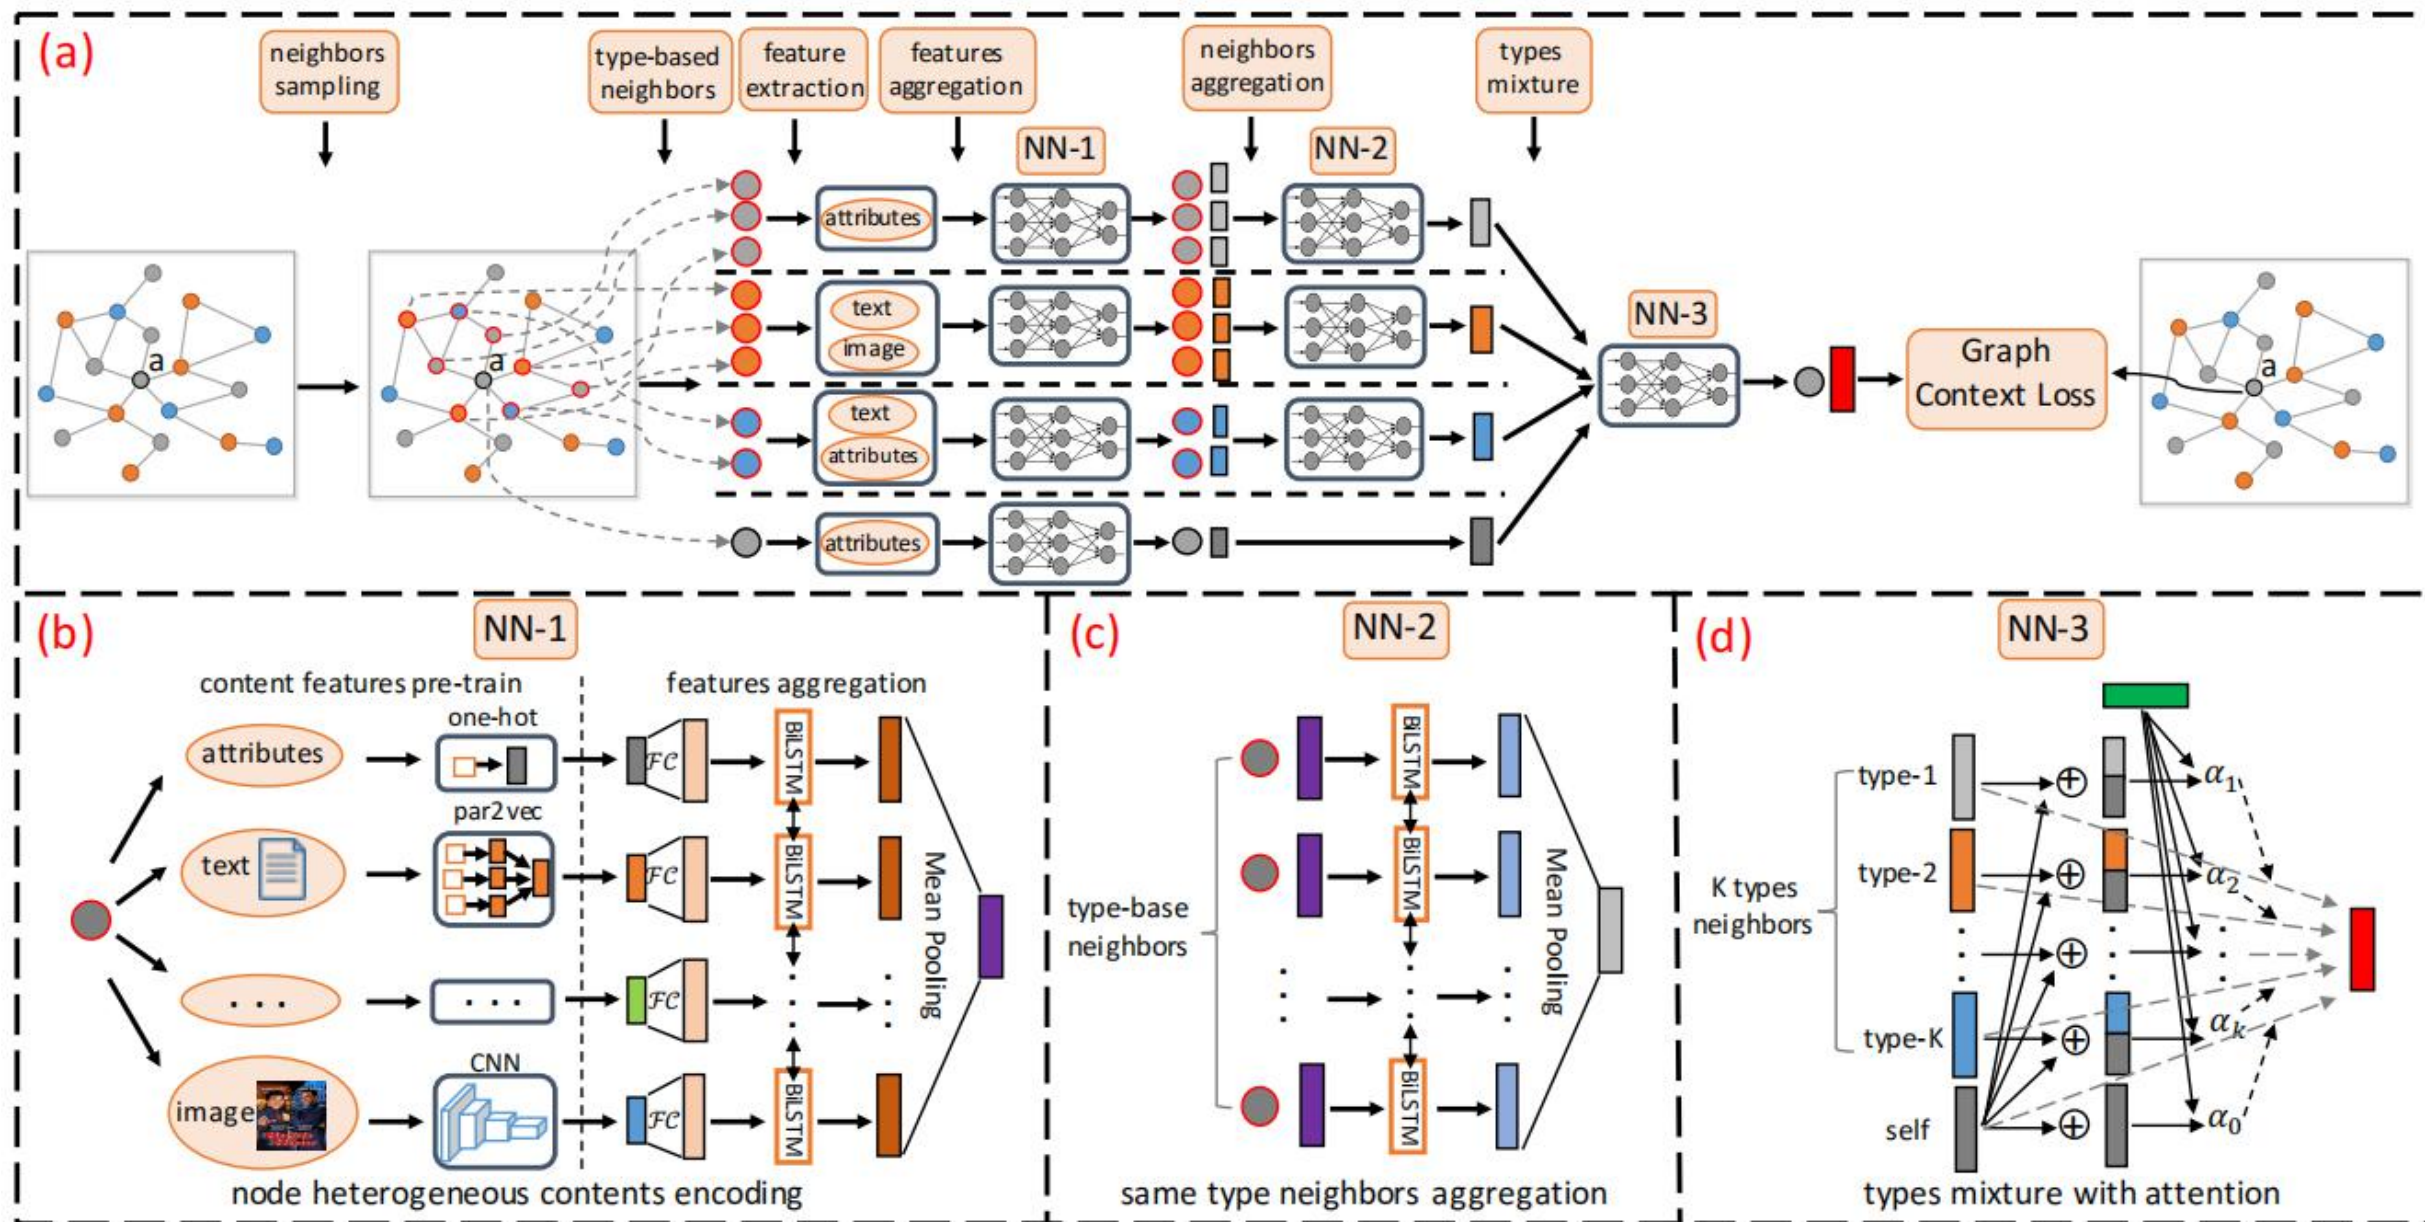 (a)
neighbors
sampling
type-based
neighbors
feature
extraction
features
aggregation
neighbors
aggregation
types
mixture
NN-1
NN-2
attributes
text
image
text
attributes
attributes
a
a
NN-3
Graph
Context Loss
a
(b)
NN-1
content features pre-train
features aggregation
attributes
one-hot
FC
BiLSTM
text
par2vec
FC
BiLSTM
. . .
. . .
FC
image
CNN
FC
BiLSTM
Mean Pooling
node heterogeneous contents encoding
(c)
NN-2
type-base
neighbors
BiLSTM
BiLSTM
BiLSTM
Mean Pooling
same type neighbors aggregation
(d)
NN-3
K types
neighbors
type-1
type-2
type-K
self
⊕
⊕
⊕
⊕
⊕
α1
α2
αk
α0
types mixture with attention